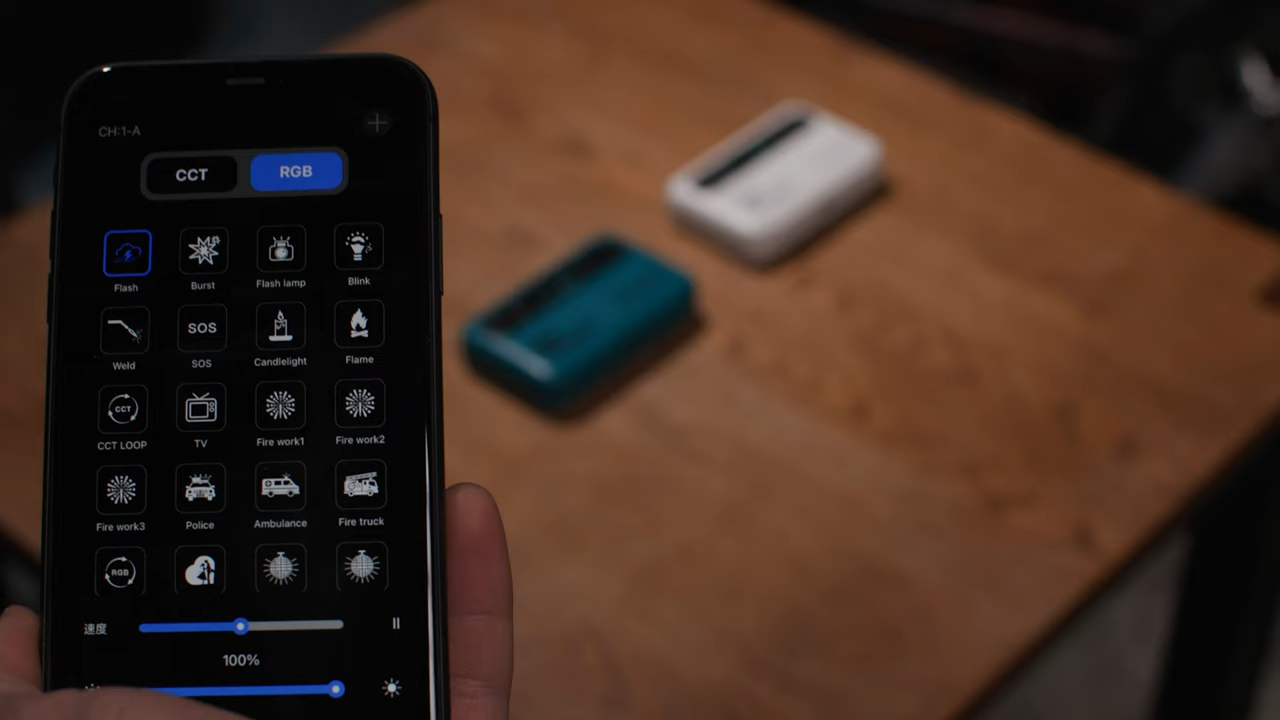 CH:1-A
CCT RGB
Flash Burst Flash lamp Blink
SOS
Weld SOS Candlelight Flame
CCT
CCT LOOP TV Fire work1 Fire work2
Fire work3 Police Ambulance Fire truck
RGB
速度
100%